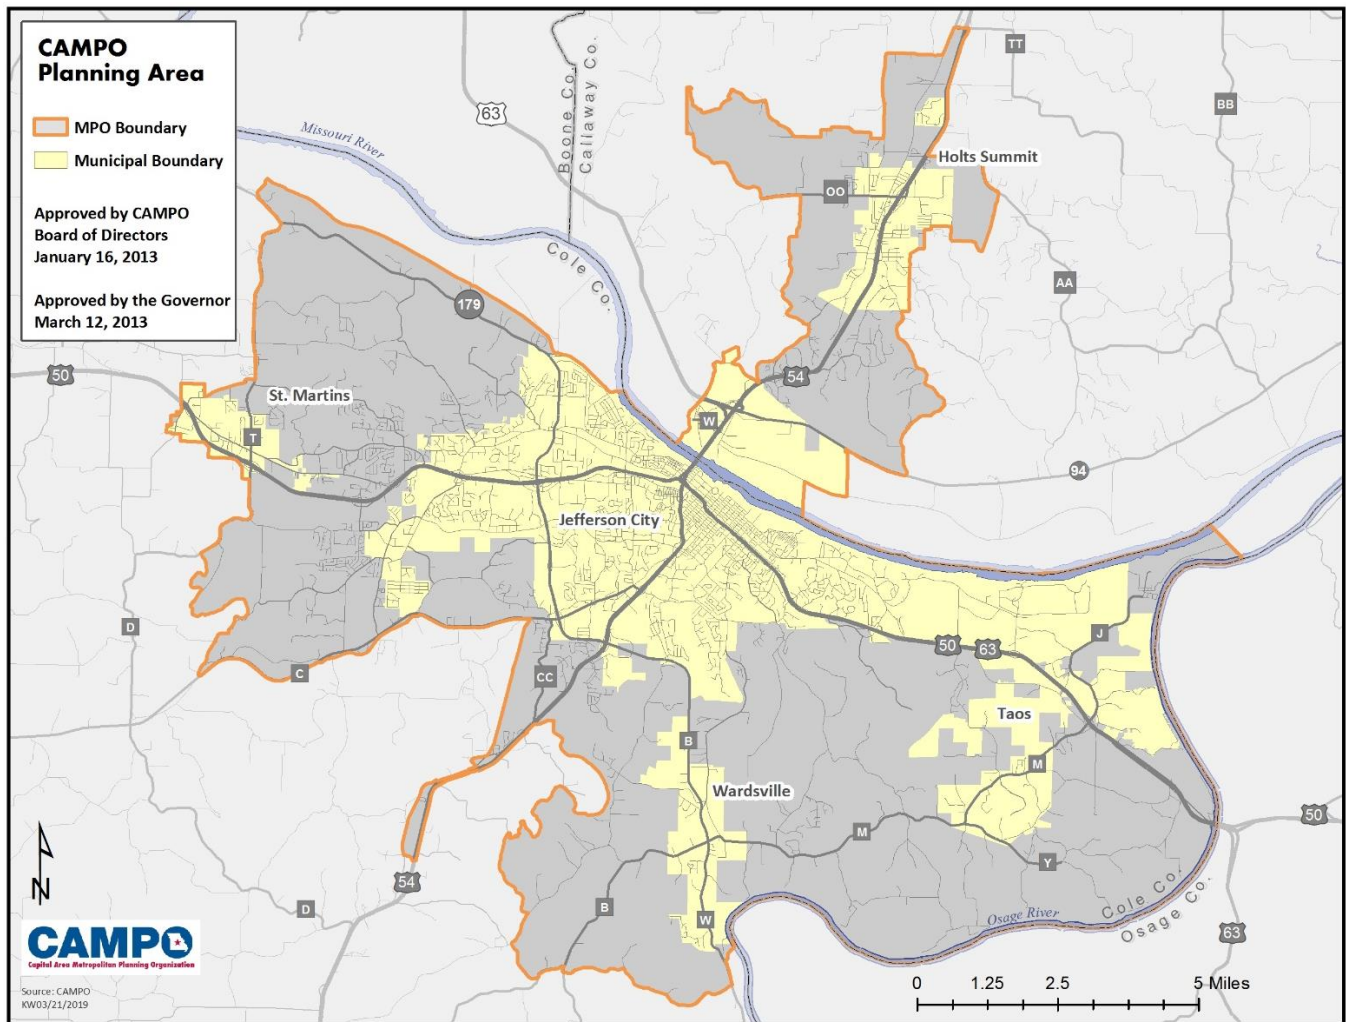 CAMPO
Planning Area
MPO Boundary
Municipal Boundary
Approved by CAMPO
Board of Directors
January 16, 2013
Approved by the Governor
March 12, 2013
Missouri River
63
Boone Co.
Callaway Co.
Cole Co.
TT
BB
Holts Summit
OO
AA
179
50
St. Martins
T
54
W
94
Jefferson City
D
C
CC
50
63
J
Taos
B
M
Wardsville
M
Y
50
54
D
B
W
Osage River
Cole Co.
Osage Co.
63
N
CAMPO
Capital Area Metropolitan Planning Organization
Source: CAMPO
KW03/21/2019
0 1.25 2.5 5 Miles